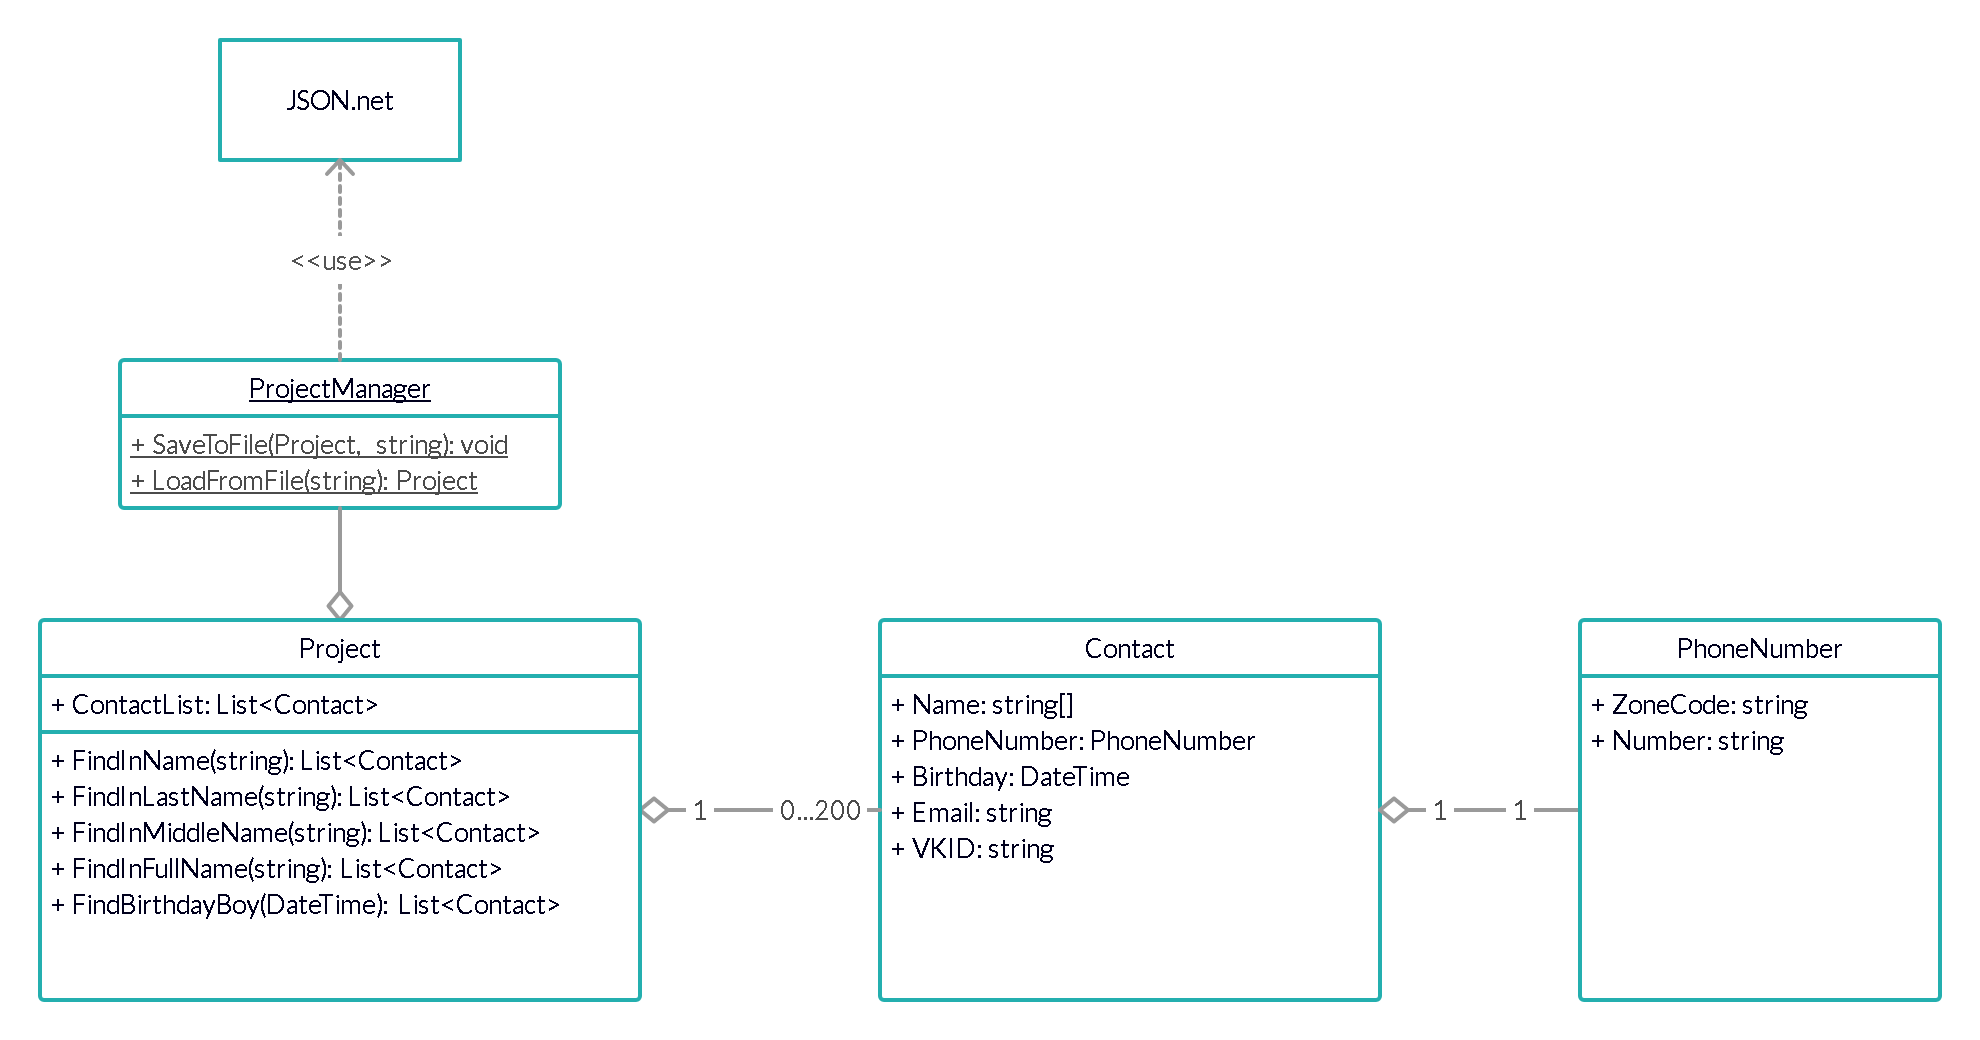 JSON.net
<<use>>
ProjectManager
+ SaveToFile(Project, string): void
+ LoadFromFile(string): Project
Project
+ ContactList: List<Contact>
+ FindInName(string): List<Contact>
+ FindInLastName(string): List<Contact>
+ FindInMiddleName(string): List<Contact>
+ FindInFullName(string): List<Contact>
+ FindBirthdayBoy(DateTime): List<Contact>
1
0...200
Contact
+ Name: string[]
+ PhoneNumber: PhoneNumber
+ Birthday: DateTime
+ Email: string
+ VKID: string
1
1
PhoneNumber
+ ZoneCode: string
+ Number: string